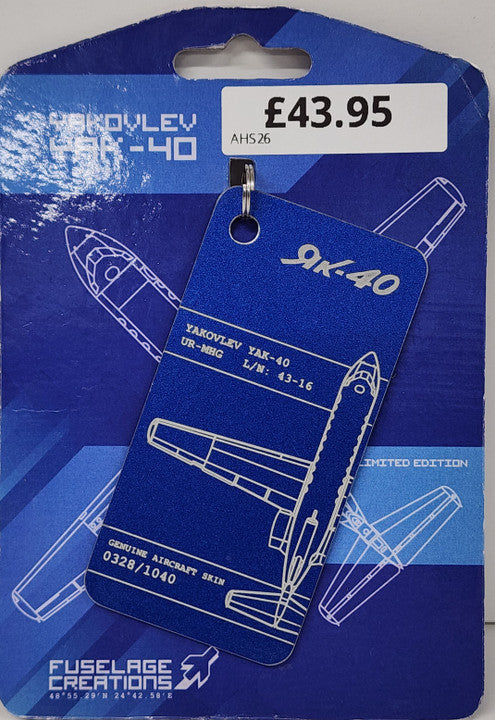 YAKOVLEV
YAK-40
£43.95
AHS26
Як-40
YAKOVLEV YAK-40
UR-MHG L/N: 43-16
LIMITED EDITION
GENUINE AIRCRAFT SKIN
0328/1040
FUSELAGE
CREATIONS
48°55.29'N 24°42.58'E